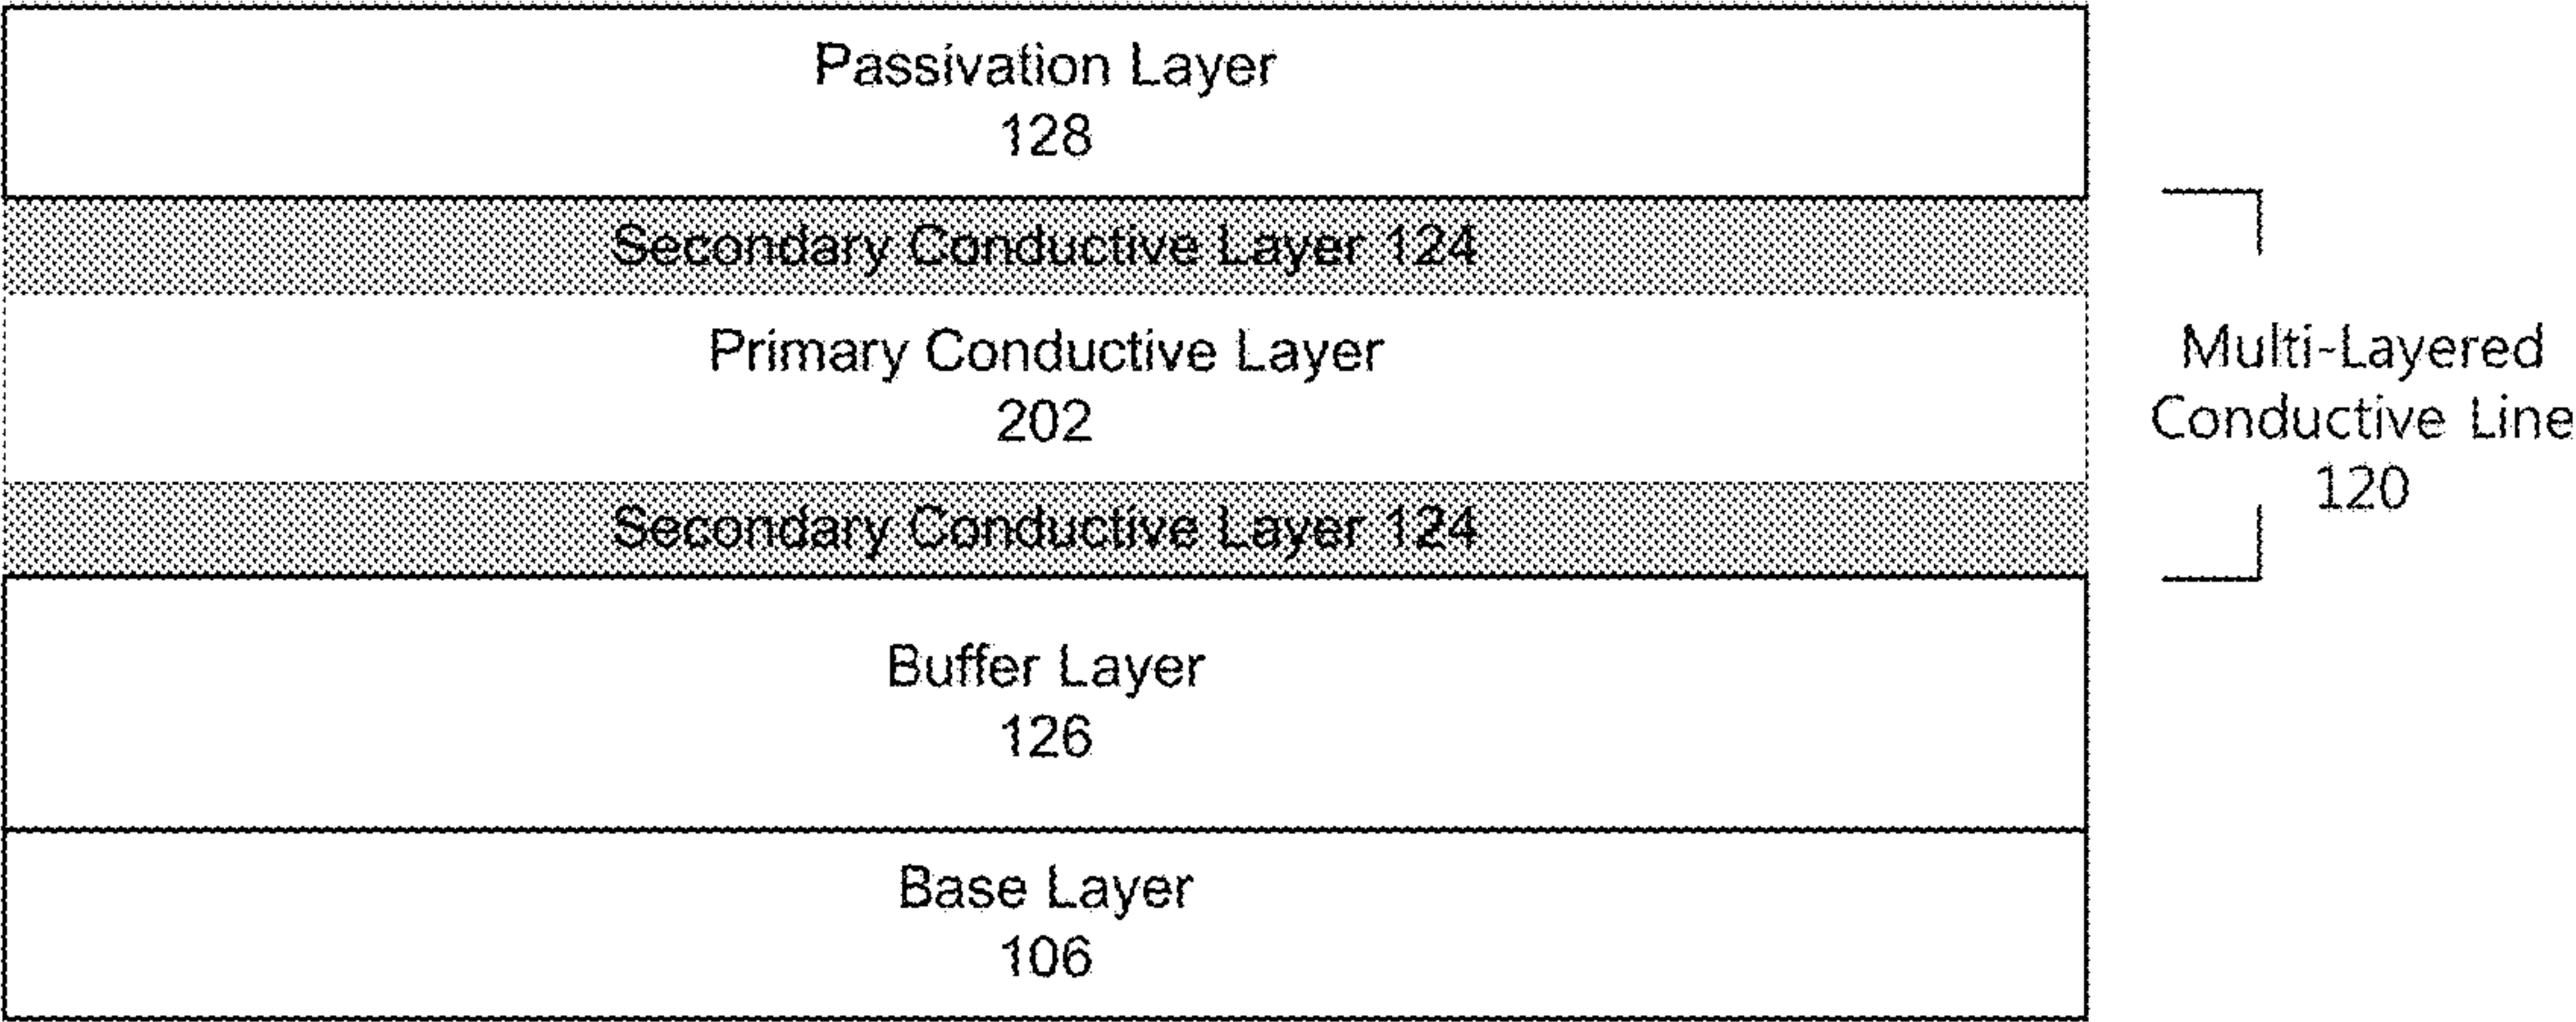 Passivation Layer
128
Secondary Conductive Layer 124
Primary Conductive Layer
202
Secondary Conductive Layer 124
Multi-Layered
Conductive Line
120
Buffer Layer
126
Base Layer
106